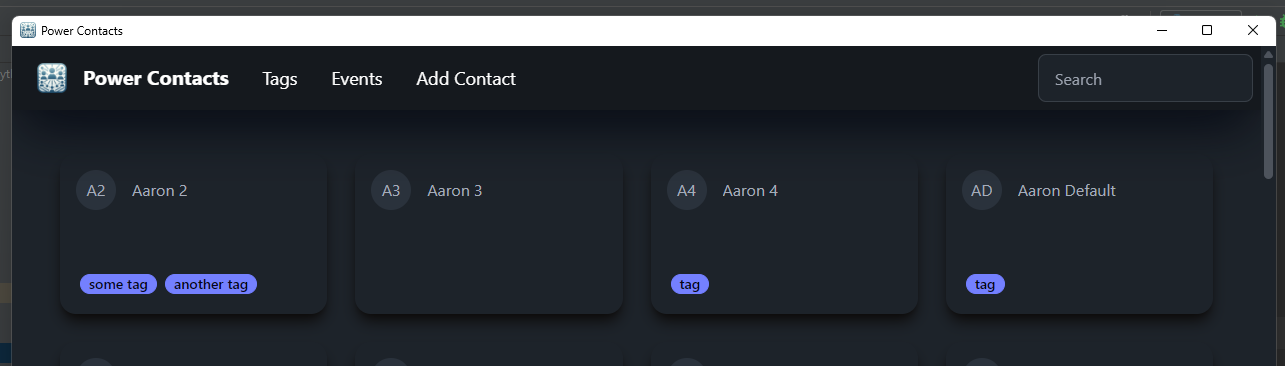 Power Contacts
Power Contacts Tags Events Add Contact Search
A2 Aaron 2 A3 Aaron 3 A4 Aaron 4 AD Aaron Default
some tag another tag tag tag